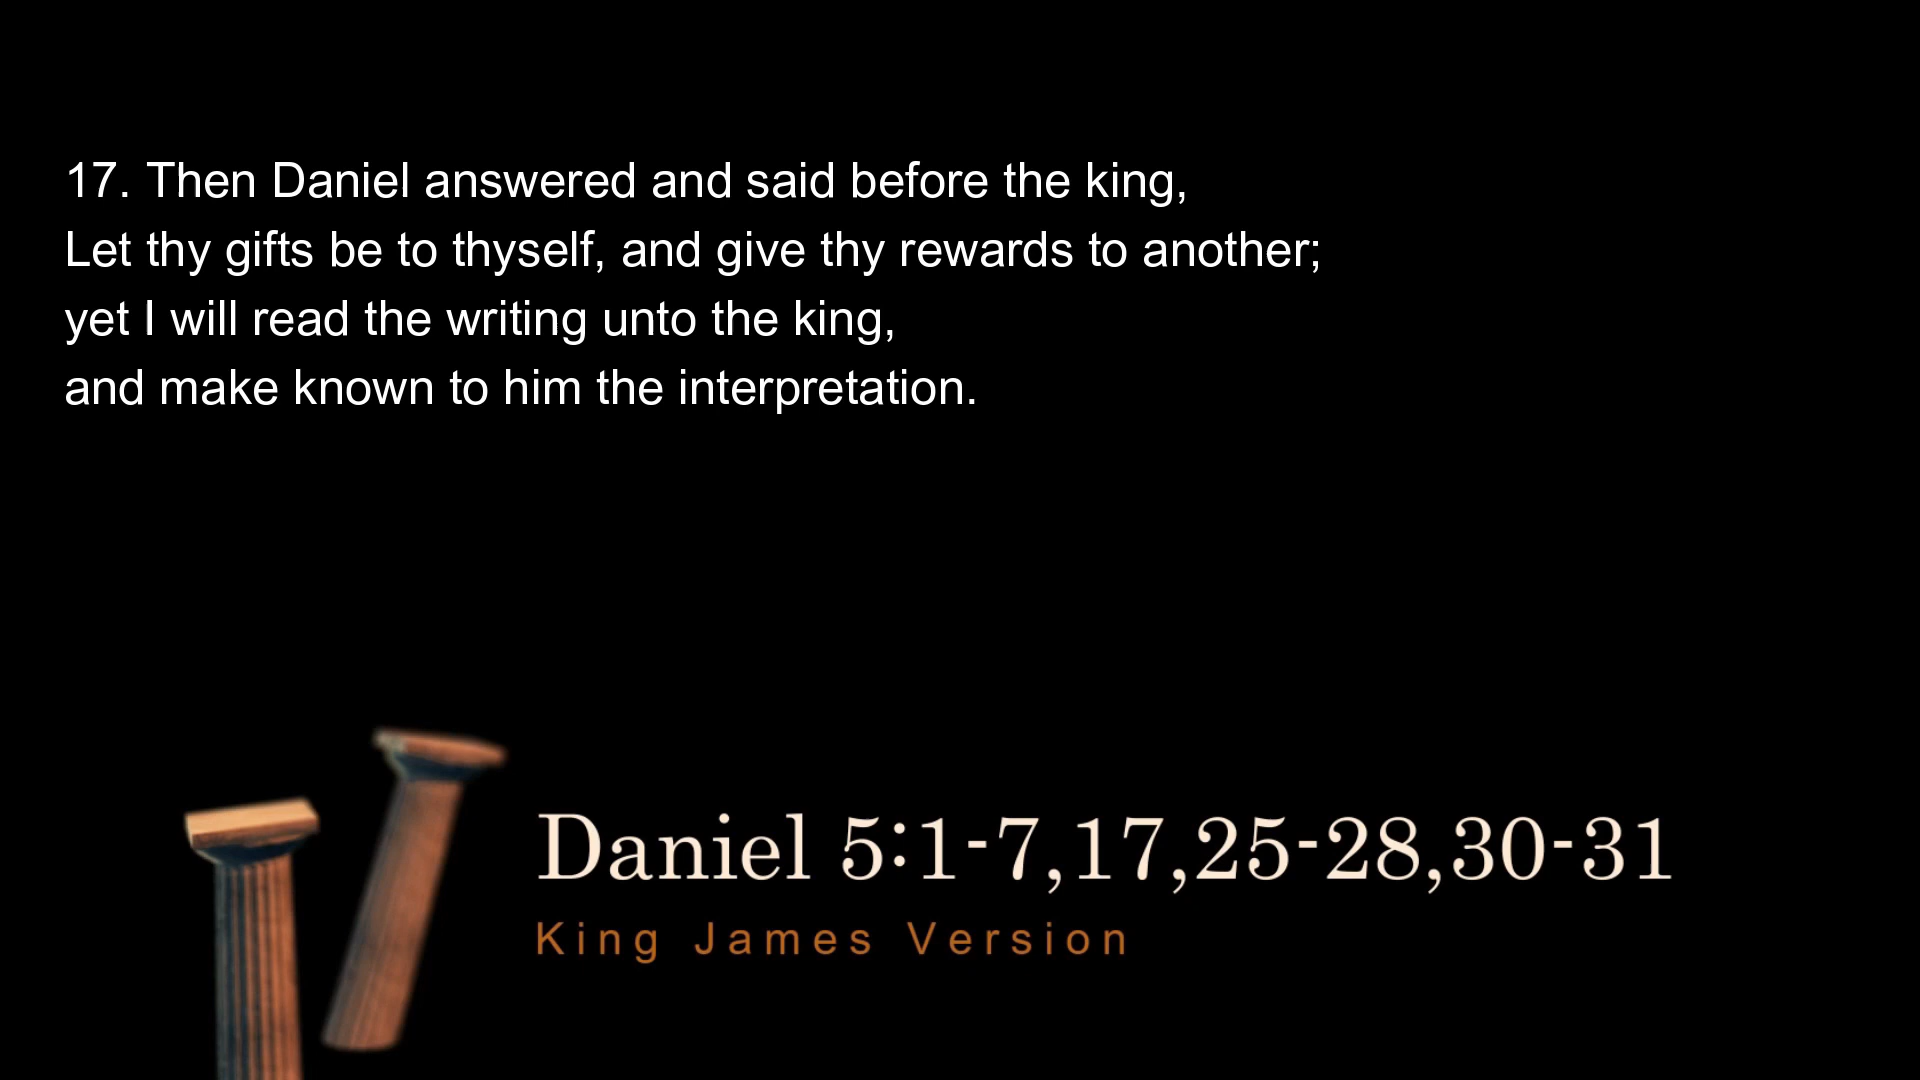 17. Then Daniel answered and said before the king,
Let thy gifts be to thyself, and give thy rewards to another;
yet I will read the writing unto the king,
and make known to him the interpretation.
Daniel 5:1-7,17,25-28,30-31
King James Version